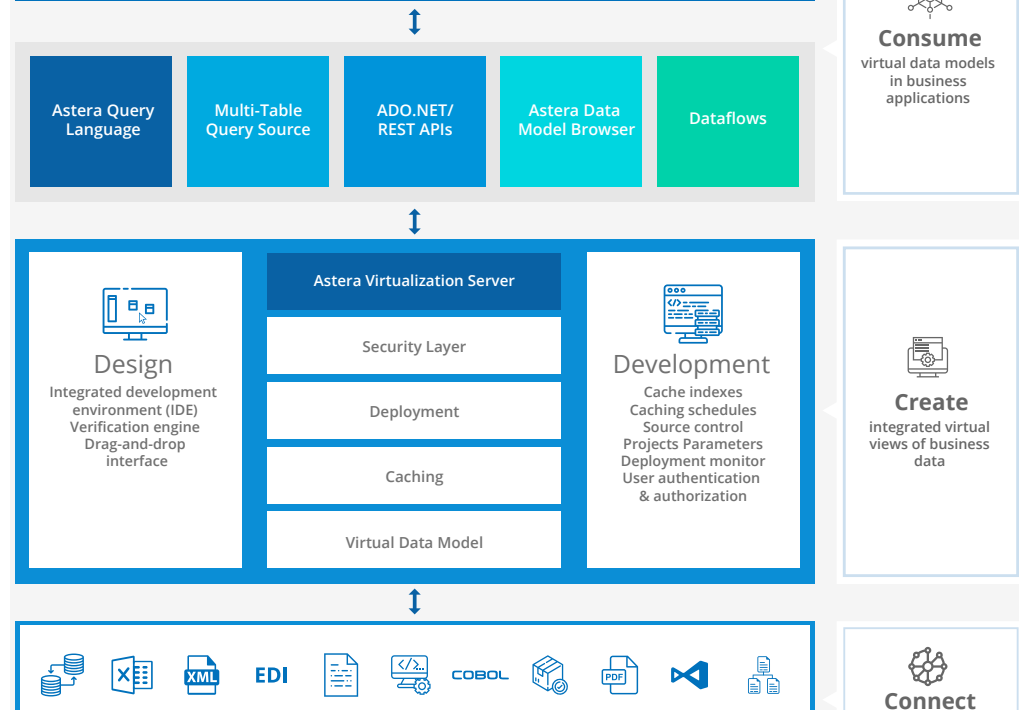 Consume
virtual data models
in business
applications
Astera Query
Language
Multi-Table
Query Source
ADO.NET/
REST APIs
Astera Data
Model Browser
Dataflows
Design
Integrated development
environment (IDE)
Verification engine
Drag-and-drop
interface
Astera Virtualization Server
Security Layer
Deployment
Caching
Virtual Data Model
</>
Development
Cache indexes
Caching schedules
Source control
Projects Parameters
Deployment monitor
User authentication
& authorization
Create
integrated virtual
views of business
data
X
XML
EDI
</>..
COBOL
PDF
Connect